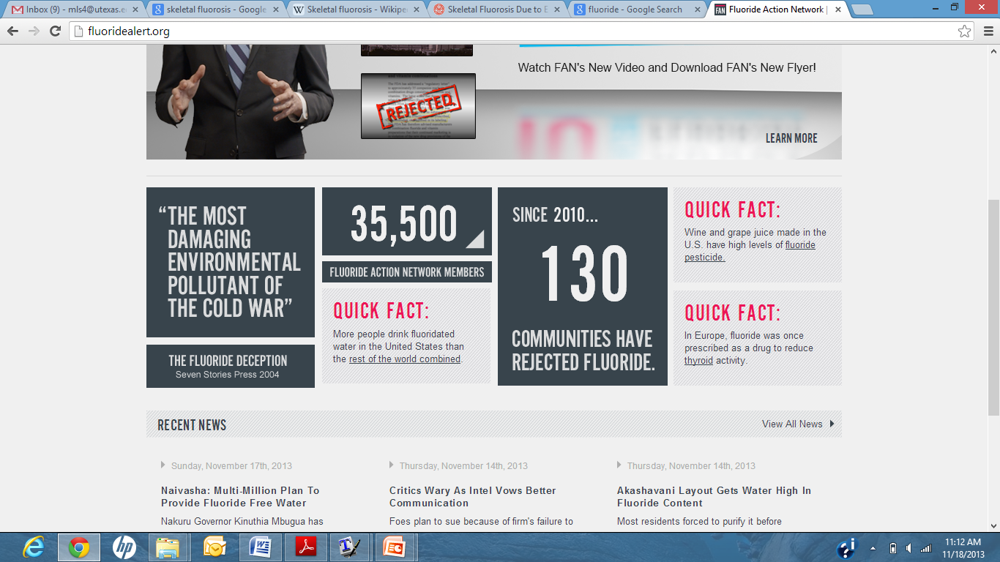 Inbox (9) - mls4@utexas.e
skeletal fluorosis - Google
Skeletal fluorosis - Wikipe
Skeletal Fluorosis Due to E
fluoride - Google Search
Fluoride Action Network |
fluoridealert.org
REJECTED
Watch FAN's New Video and Download FAN's New Flyer!
LEARN MORE
“THE MOST
DAMAGING
ENVIRONMENTAL
POLLUTANT OF
THE COLD WAR”
THE FLUORIDE DECEPTION
Seven Stories Press 2004
35,500
FLUORIDE ACTION NETWORK MEMBERS
QUICK FACT:
More people drink fluoridated
water in the United States than
the rest of the world combined.
SINCE 2010...
130
COMMUNITIES HAVE
REJECTED FLUORIDE.
QUICK FACT:
Wine and grape juice made in the
U.S. have high levels of fluoride
pesticide.
QUICK FACT:
In Europe, fluoride was once
prescribed as a drug to reduce
thyroid activity.
RECENT NEWS
View All News
Sunday, November 17th, 2013
Naivasha: Multi-Million Plan To
Provide Fluoride Free Water
Nakuru Governor Kinuthia Mbugua has
Thursday, November 14th, 2013
Critics Wary As Intel Vows Better
Communication
Foes plan to sue because of firm's failure to
Thursday, November 14th, 2013
Akashavani Layout Gets Water High In
Fluoride Content
Most residents forced to purify it before
11:12 AM
11/18/2013